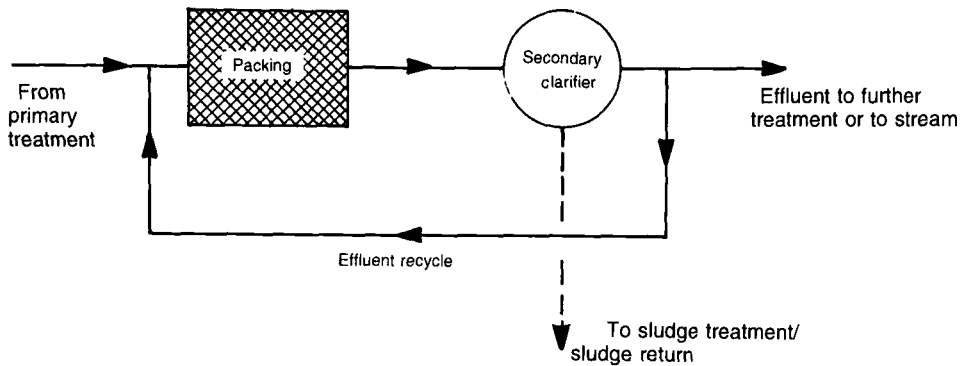 Packing
Secondary
clarifier
From
primary
treatment
Effluent to further
treatment or to stream
Effluent recycle
To sludge treatment/
sludge return